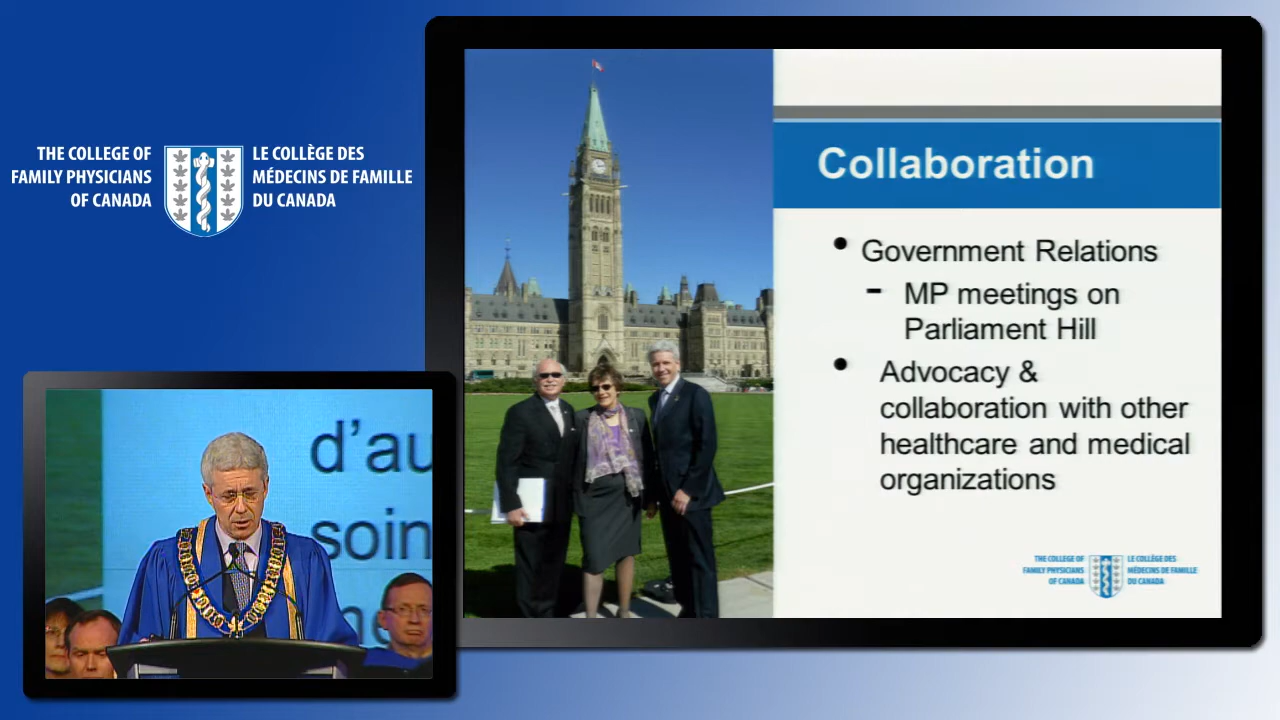 THE COLLEGE OF
FAMILY PHYSICIANS
OF CANADA
LE COLLÈGE DES
MÉDECINS DE FAMILLE
DU CANADA
Collaboration
• Government Relations
- MP meetings on
Parliament Hill
• Advocacy &
collaboration with other
healthcare and medical
organizations
THE COLLEGE OF
FAMILY PHYSICIANS
OF CANADA
LE COLLÈGE DES
MÉDECINS DE FAMILLE
DU CANADA
d'au
soin